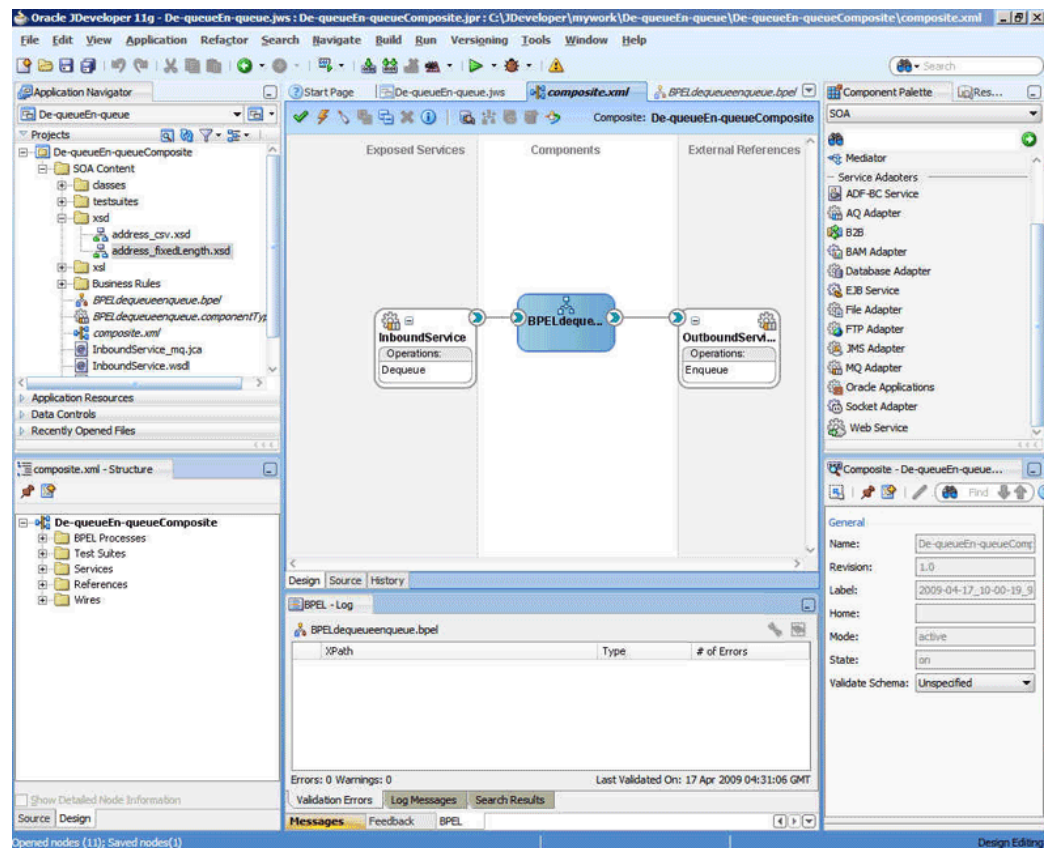 Oracle JDeveloper 11g - De-queueEn-queue.jws : De-queueEn-queueComposite.jpr : C:\JDeveloper\mywork\De-queueEn-queue\De-queueEn-queueComposite\composite.xml
File Edit View Application Refactor Search Navigate Build Run Versioning Tools Window Help
Search
Application Navigator
De-queueEn-queue
Projects
De-queueEn-queueComposite
SOA Content
classes
testsuites
xsd
address_csv.xsd
address_fixedLength.xsd
xsl
Business Rules
BPELdequeueenqueue.bpel
BPELdequeueenqueue.componentTyp
composite.xml
InboundService_mq.jca
InboundService.wsdl
Application Resources
Data Controls
Recently Opened Files
composite.xml - Structure
De-queueEn-queueComposite
BPEL Processes
Test Suites
Services
References
Wires
Show Detailed Node Information
Source Design
Start Page De-queueEn-queue.jws composite.xml BPELdequeueenqueue.bpel
Composite: De-queueEn-queueComposite
Exposed Services Components External References
InboundService
Operations:
Dequeue
BPELdeque...
OutboundServi...
Operations:
Enqueue
Design Source History
BPEL - Log
BPELdequeueenqueue.bpel
XPath Type # of Errors
Errors: 0 Warnings: 0 Last Validated On: 17 Apr 2009 04:31:06 GMT
Validation Errors Log Messages Search Results
Messages Feedback BPEL
Component Palette Res...
SOA
Mediator
Service Adapters
ADF-BC Service
AQ Adapter
B2B
BAM Adapter
Database Adapter
EJB Service
File Adapter
FTP Adapter
JMS Adapter
MQ Adapter
Oracle Applications
Socket Adapter
Web Service
Composite - De-queueEn-queue...
Find
General
Name: De-queueEn-queueComp
Revision: 1.0
Label: 2009-04-17_10-00-19_9
Home:
Mode: active
State: on
Validate Schema: Unspecified
Opened nodes (11); Saved nodes(1) Design Editing